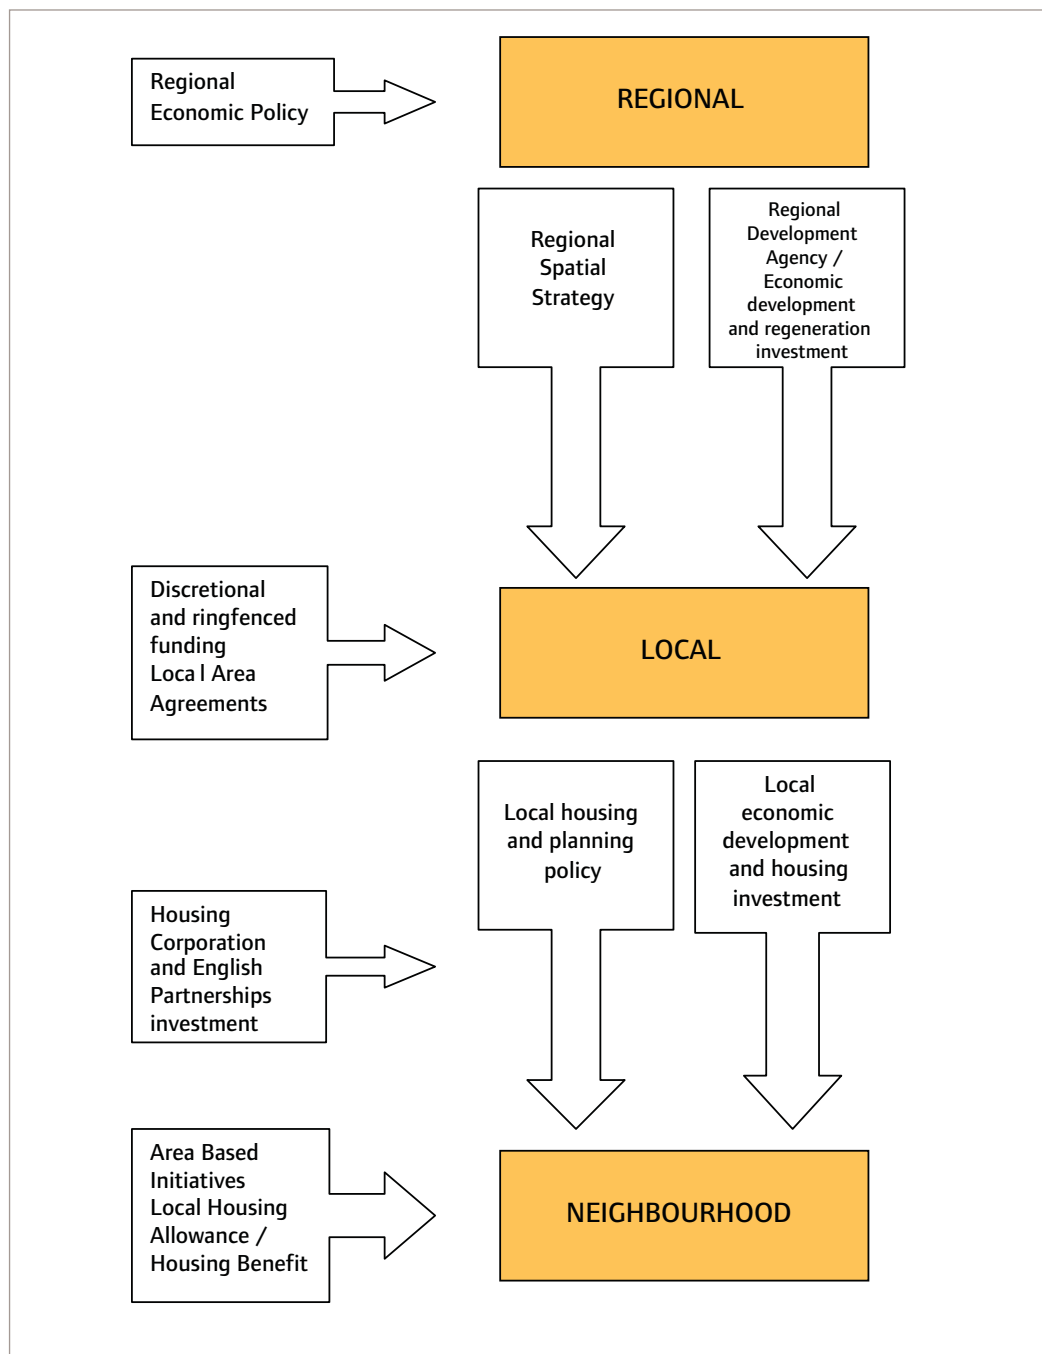 Regional
Economic Policy
REGIONAL
Regional
Spatial
Strategy
Regional
Development
Agency /
Economic
development
and regeneration
investment
Discretional
and ringfenced
funding
Local Area
Agreements
LOCAL
Local housing
and planning
policy
Local
economic
development
and housing
investment
Housing
Corporation
and English
Partnerships
investment
Area Based
Initiatives
Local Housing
Allowance /
Housing Benefit
NEIGHBOURHOOD